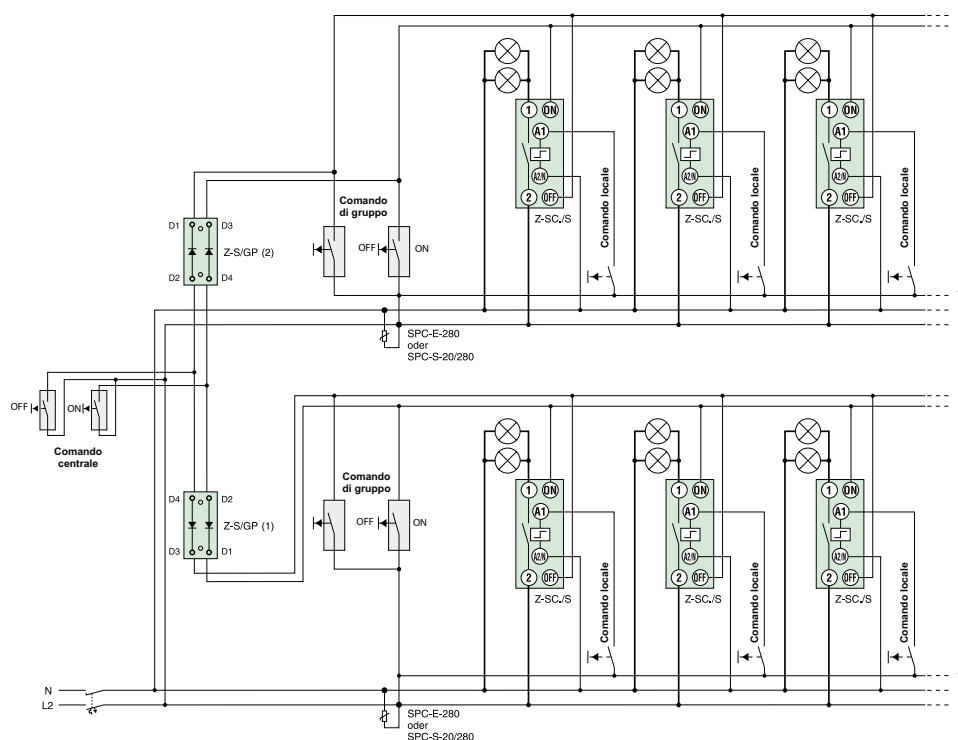 1 ON
A1
A2/N
2 OFF
Z-SC./S
Comando locale
1 ON
A1
A2/N
2 OFF
Z-SC./S
Comando locale
1 ON
A1
A2/N
2 OFF
Z-SC./S
Comando locale
Comando
di gruppo
OFF ON
D1 D3
Z-S/GP (2)
D2 D4
SPC-E-280
oder
SPC-S-20/280
OFF ON
Comando
centrale
1 ON
A1
A2/N
2 OFF
Z-SC./S
Comando locale
1 ON
A1
A2/N
2 OFF
Z-SC./S
Comando locale
1 ON
A1
A2/N
2 OFF
Z-SC./S
Comando locale
Comando
di gruppo
OFF ON
D4 D2
Z-S/GP (1)
D3 D1
N
L2
SPC-E-280
oder
SPC-S-20/280